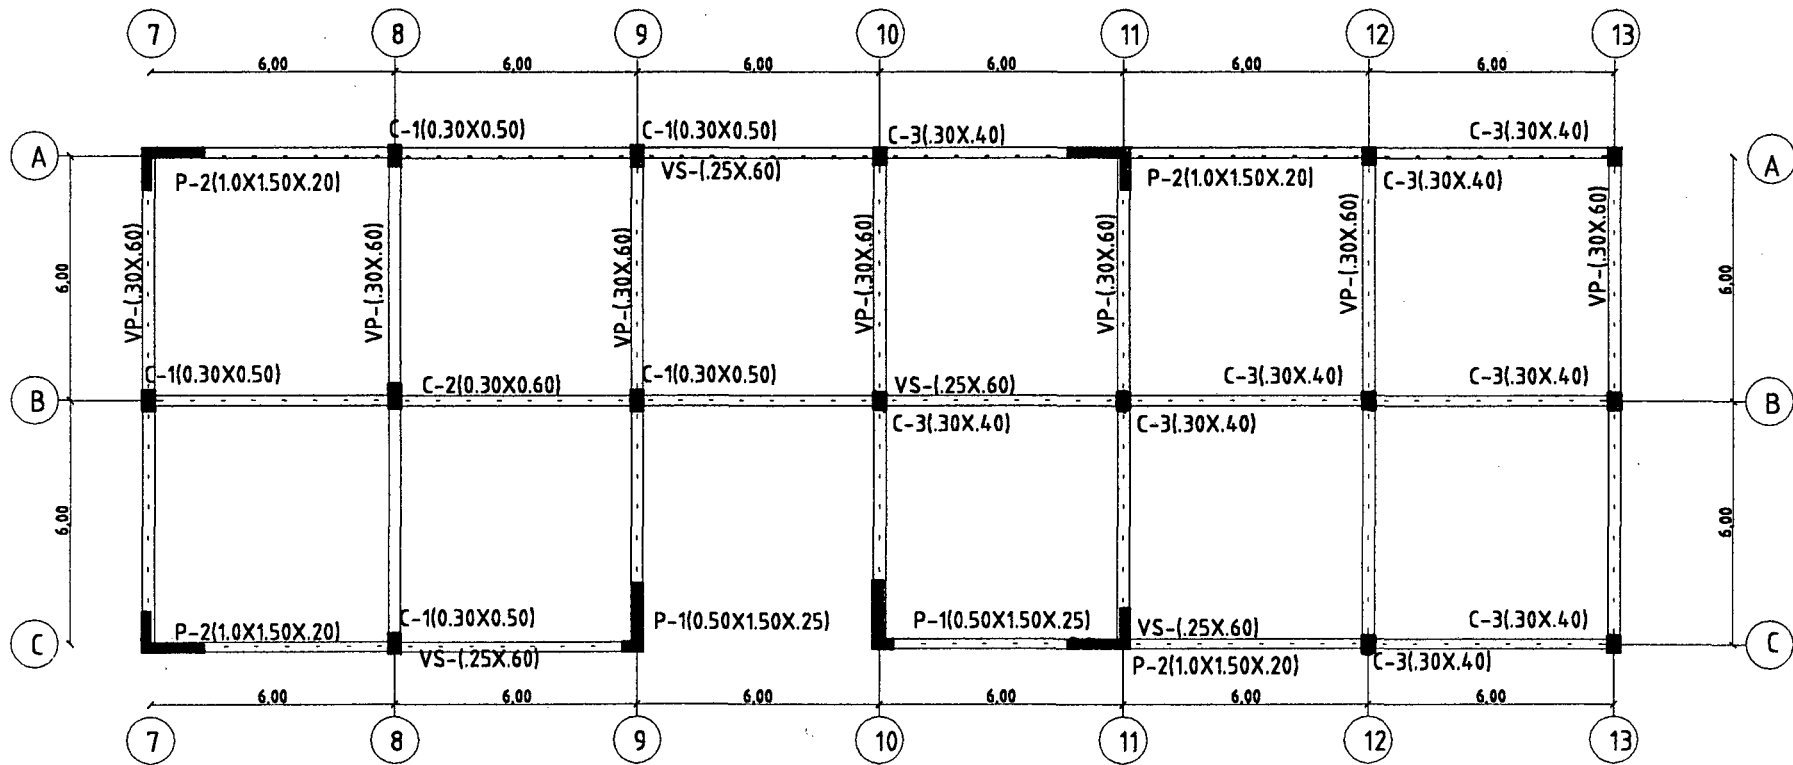 7 8 9 10 11 12 13
6,00 6,00 6,00 6,00 6,00 6,00
C-1(0.30X0.50) C-1(0.30X0.50) C-3(.30X.40) C-3(.30X.40)
A A
VS-(.25X.60)
P-2(1.0X1.50X.20) P-2(1.0X1.50X.20) C-3(.30X.40)
VP-(.30X.60) VP-(.30X.60) VP-(.30X.60) VP-(.30X.60) VP-(.30X.60) VP-(.30X.60) VP-(.30X.60)
6,00 6,00
C-1(0.30X0.50) C-2(0.30X0.60) C-1(0.30X0.50) VS-(.25X.60) C-3(.30X.40) C-3(.30X.40)
B B
C-3(.30X.40) C-3(.30X.40)
6,00 6,00
C-1(0.30X0.50) P-1(0.50X1.50X.25) P-1(0.50X1.50X.25) VS-(.25X.60) C-3(.30X.40)
P-2(1.0X1.50X.20)
C C
VS-(.25X.60) P-2(1.0X1.50X.20) C-3(.30X.40)
6,00 6,00 6,00 6,00 6,00 6,00
7 8 9 10 11 12 13